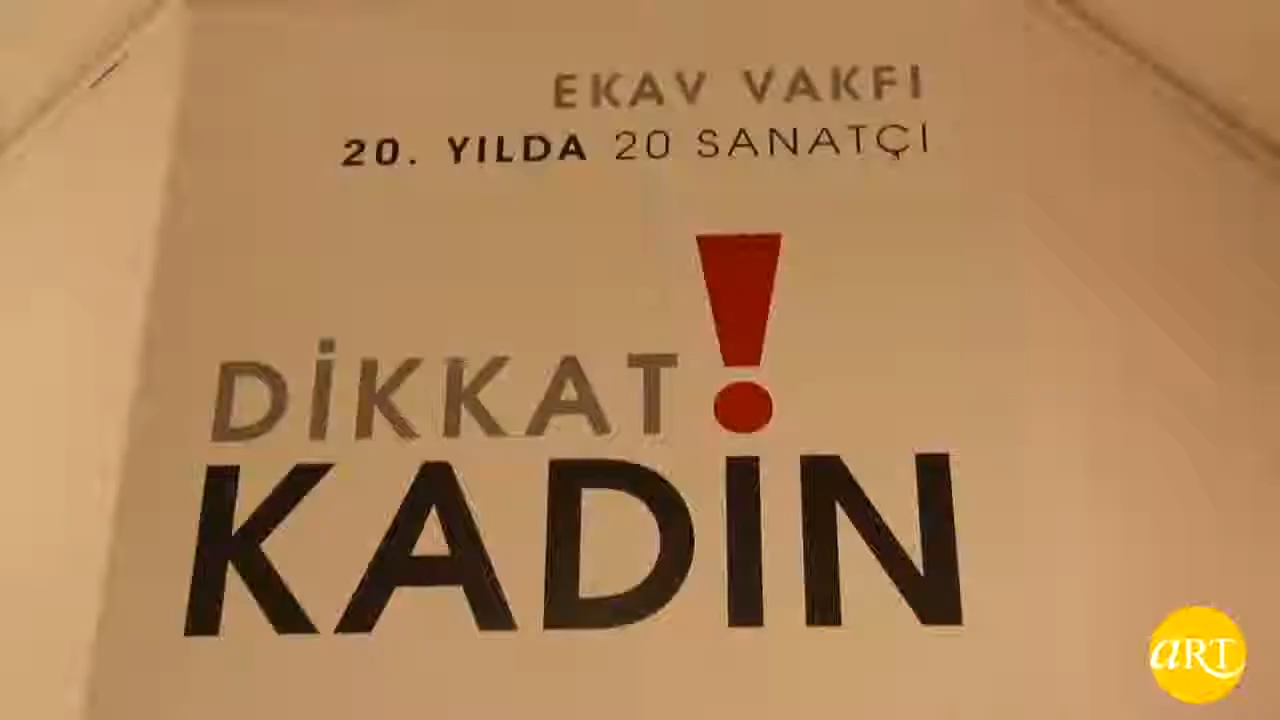 EKAV VAKFI
20. YILDA 20 SANATÇI
DİKKAT!
KADIN
aRT